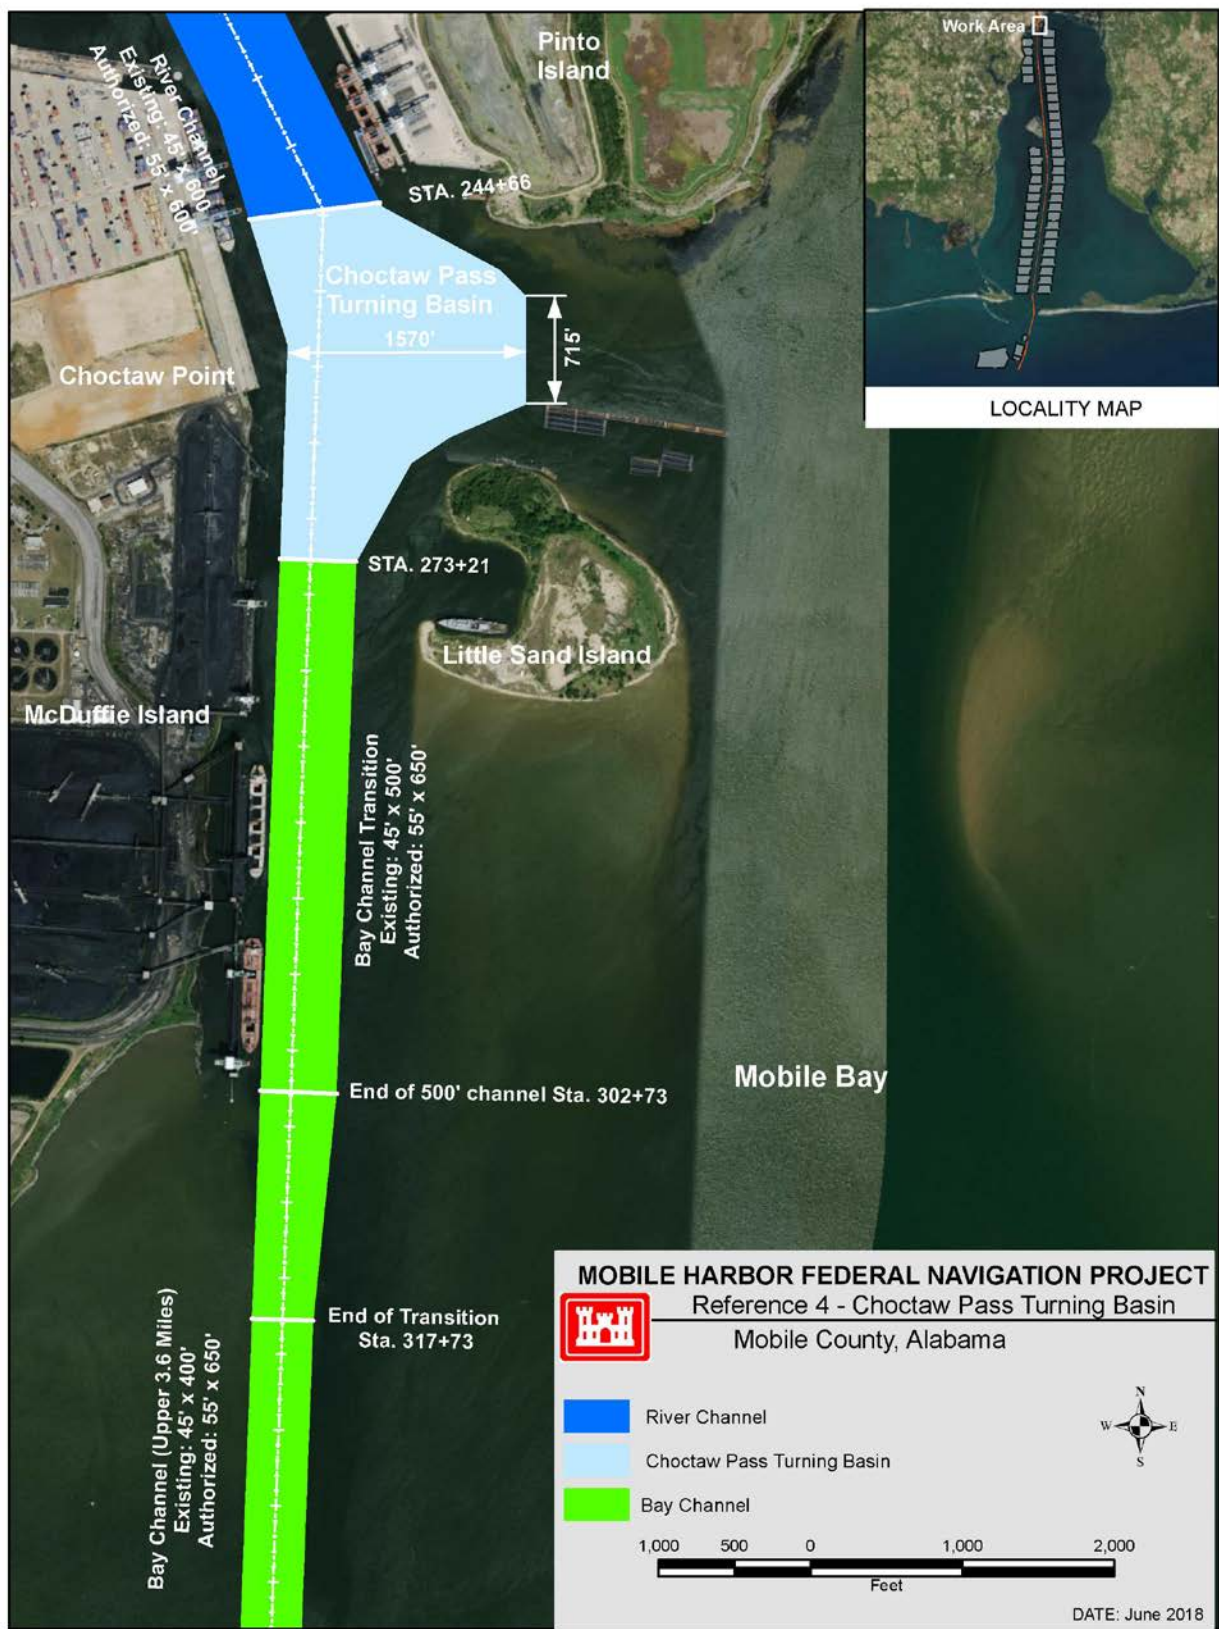 Pinto
Island
Work Area
River Channel
Existing: 45' x 600'
Authorized: 55' x 600'
STA. 244+66
Choctaw Pass
Turning Basin
1570'
715'
Choctaw Point
LOCALITY MAP
STA. 273+21
Little Sand Island
McDuffie Island
Bay Channel Transition
Existing: 45' x 500'
Authorized: 55' x 650'
Mobile Bay
End of 500' channel Sta. 302+73
End of Transition
Sta. 317+73
Bay Channel (Upper 3.6 Miles)
Existing: 45' x 400'
Authorized: 55' x 650'
MOBILE HARBOR FEDERAL NAVIGATION PROJECT
Reference 4 - Choctaw Pass Turning Basin
Mobile County, Alabama
N
W E
S
River Channel
Choctaw Pass Turning Basin
Bay Channel
1,000 500 0 1,000 2,000
Feet
DATE: June 2018